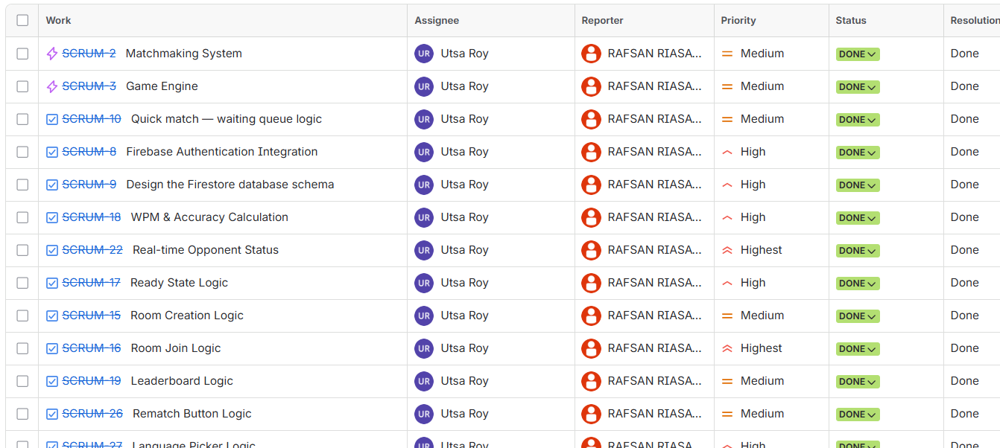 Work Assignee Reporter Priority Status Resolution
SCRUM-2 Matchmaking System UR Utsa Roy RAFSAN RIASA... Medium DONE Done
SCRUM-3 Game Engine UR Utsa Roy RAFSAN RIASA... Medium DONE Done
SCRUM-10 Quick match — waiting queue logic UR Utsa Roy RAFSAN RIASA... Medium DONE Done
SCRUM-8 Firebase Authentication Integration UR Utsa Roy RAFSAN RIASA... High DONE Done
SCRUM-9 Design the Firestore database schema UR Utsa Roy RAFSAN RIASA... High DONE Done
SCRUM-18 WPM & Accuracy Calculation UR Utsa Roy RAFSAN RIASA... High DONE Done
SCRUM-22 Real-time Opponent Status UR Utsa Roy RAFSAN RIASA... Highest DONE Done
SCRUM-17 Ready State Logic UR Utsa Roy RAFSAN RIASA... High DONE Done
SCRUM-15 Room Creation Logic UR Utsa Roy RAFSAN RIASA... Medium DONE Done
SCRUM-16 Room Join Logic UR Utsa Roy RAFSAN RIASA... Highest DONE Done
SCRUM-19 Leaderboard Logic UR Utsa Roy RAFSAN RIASA... Medium DONE Done
SCRUM-26 Rematch Button Logic UR Utsa Roy RAFSAN RIASA... Medium DONE Done
SCRUM-27 Language Picker Logic UR Utsa Roy RAFSAN RIASA... High DONE Done